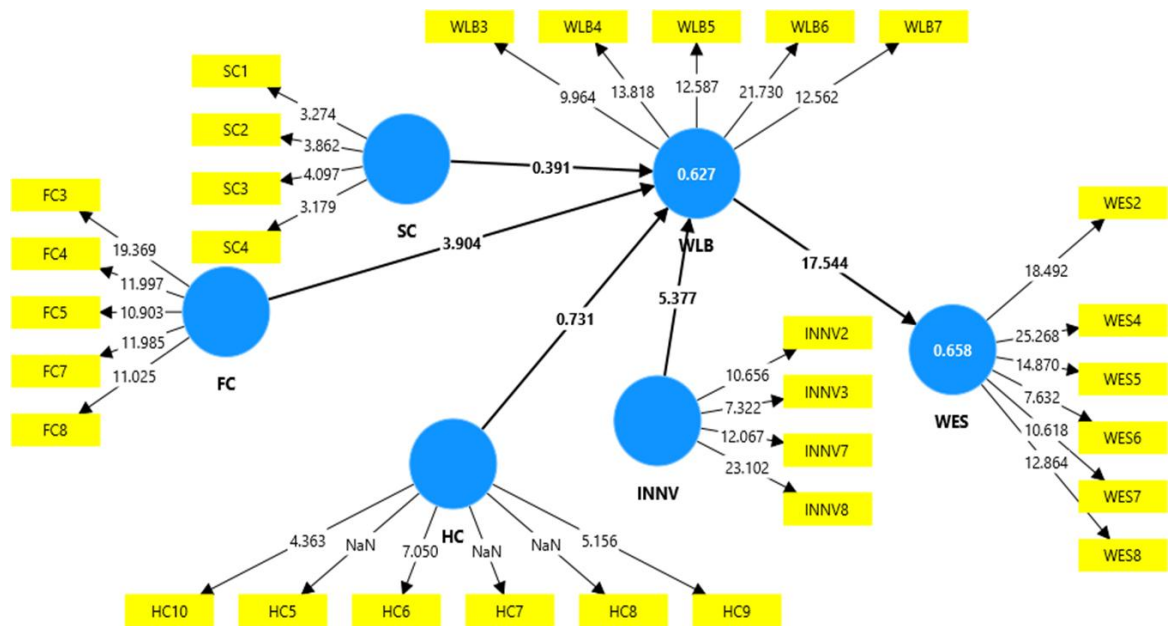 WLB3
WLB4
WLB5
WLB6
WLB7
9.964
13.818
12.587
21.730
12.562
SC1
SC2
SC3
SC4
3.274
3.862
4.097
3.179
SC
0.391
0.627
WLB
FC3
FC4
FC5
FC7
FC8
19.369
11.997
10.903
11.985
11.025
FC
3.904
0.731
5.377
17.544
HC
4.363
NaN
7.050
NaN
NaN
5.156
HC10
HC5
HC6
HC7
HC8
HC9
INNV
10.656
7.322
12.067
23.102
INNV2
INNV3
INNV7
INNV8
0.658
WES
18.492
25.268
14.870
7.632
10.618
12.864
WES2
WES4
WES5
WES6
WES7
WES8